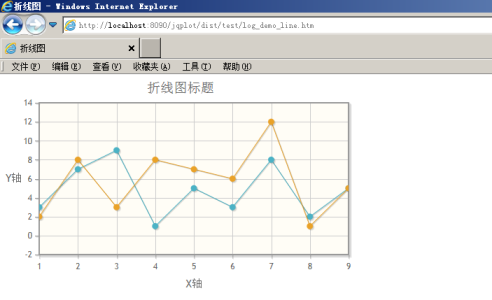 折线图 - Windows Internet Explorer
http://localhost:8090/jqplot/dist/test/log_demo_line.htm
折线图
文件(F) 编辑(E) 查看(V) 收藏夹(A) 工具(T) 帮助(H)
折线图标题
14
12
10
8
6
4
2
0
-2
Y轴
1 2 3 4 5 6 7 8 9
X轴